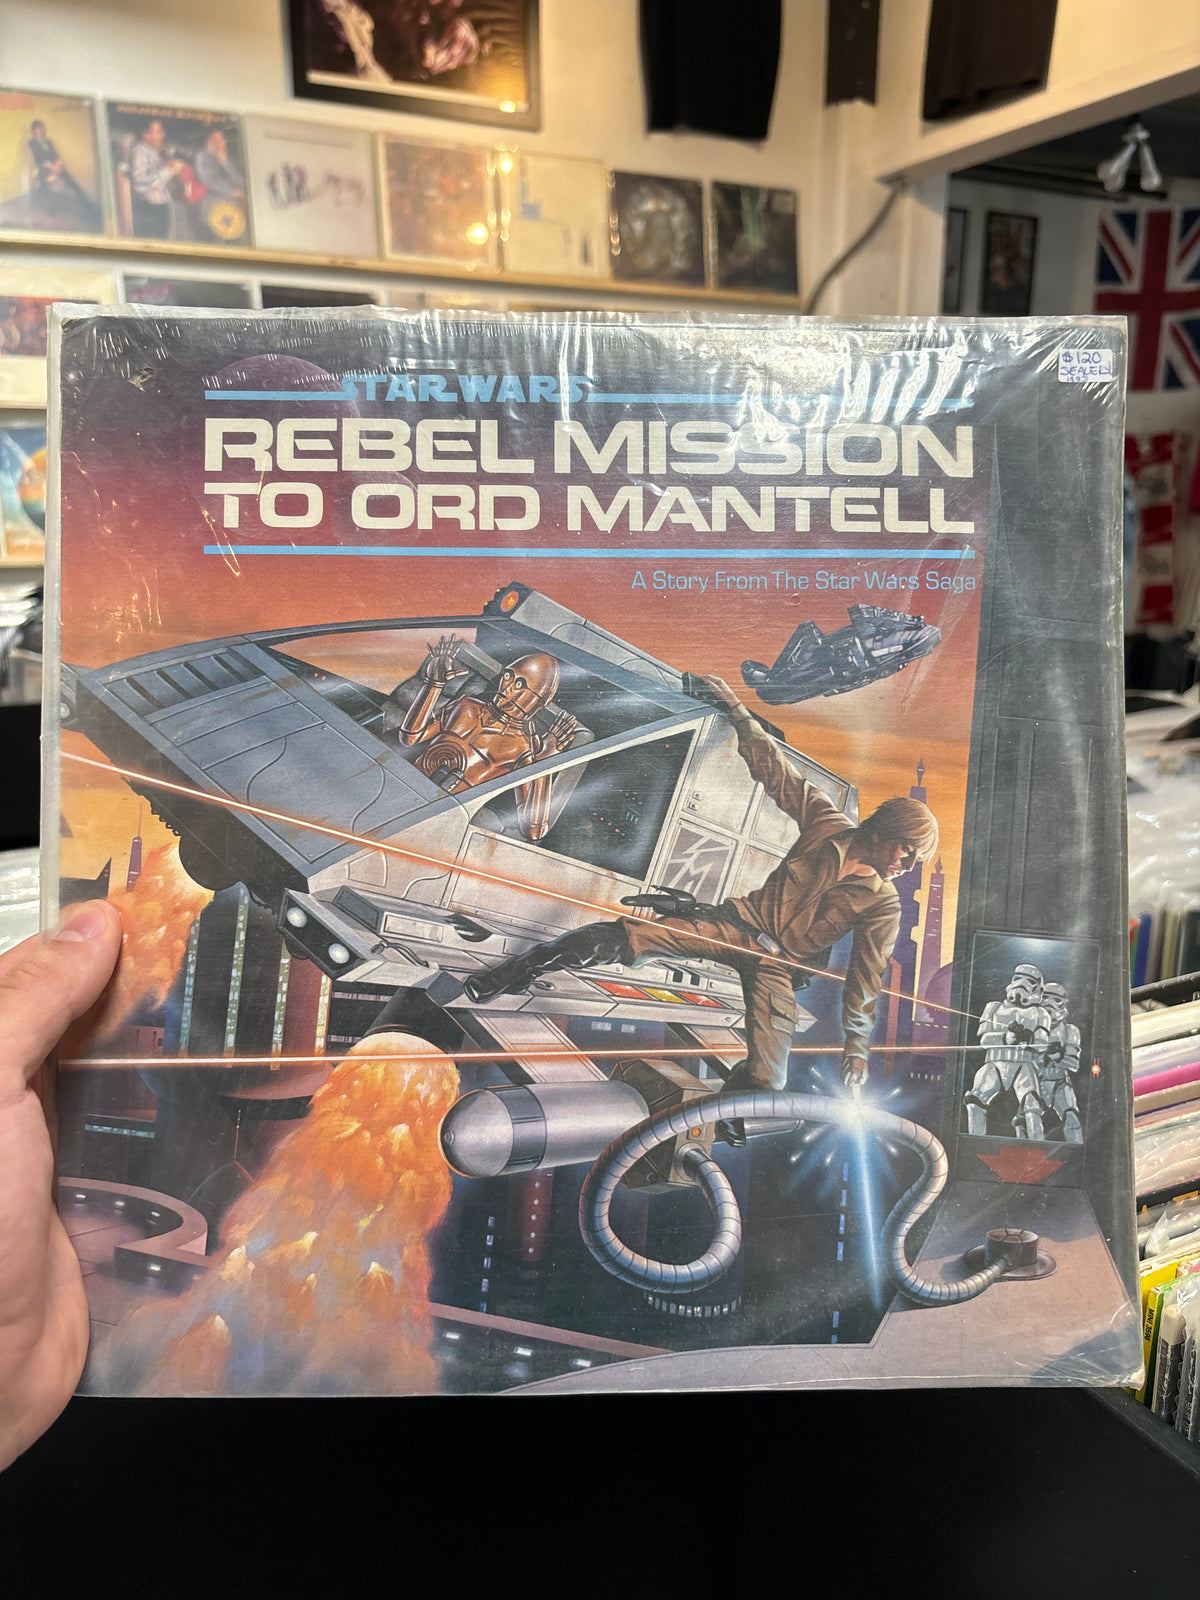 STAR WARS
REBEL MISSION
TO ORD MANTELL
A Story From The Star Wars Saga
$120
SEALED!